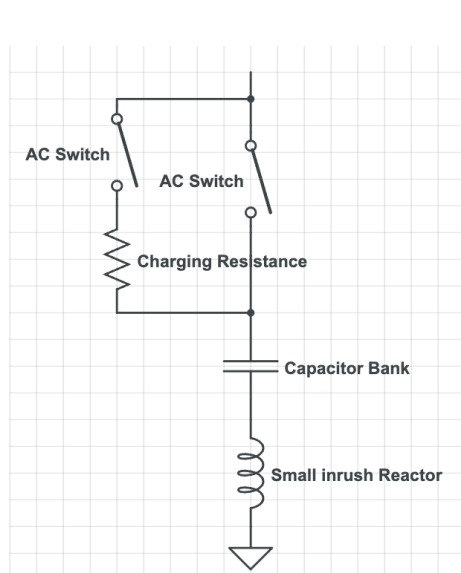 AC Switch
AC Switch
Charging Resistance
Capacitor Bank
Small inrush Reactor